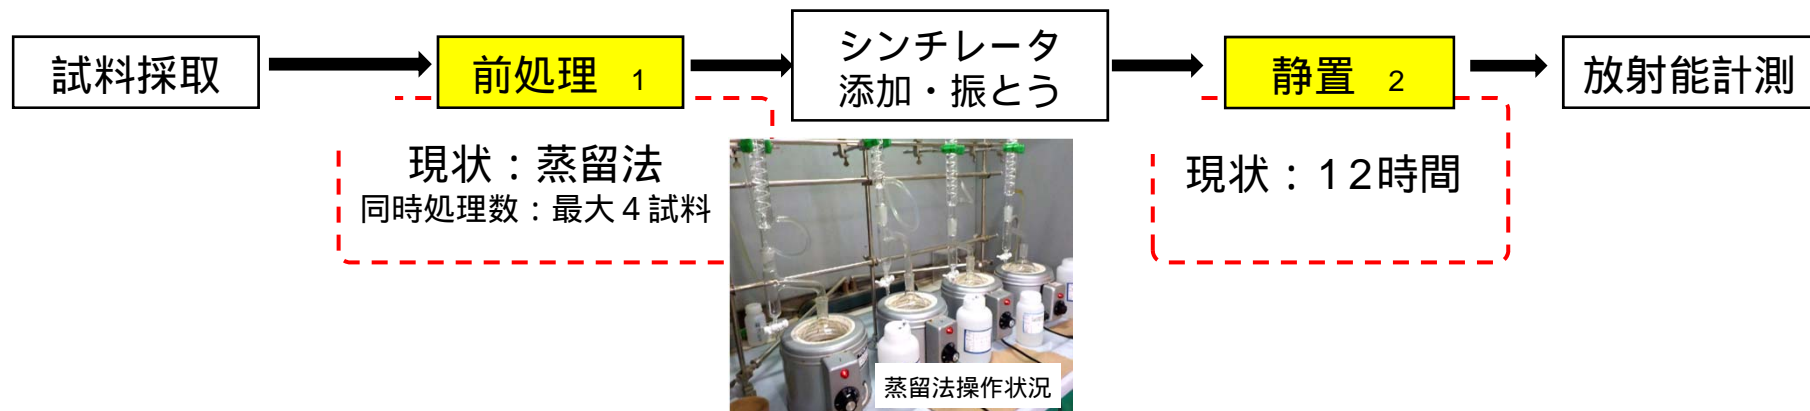 試料採取
前処理 1
シンチレータ
添加・振とう
静置 2
放射能計測
現状：蒸留法
同時処理数：最大４試料
現状：１２時間
蒸留法操作状況